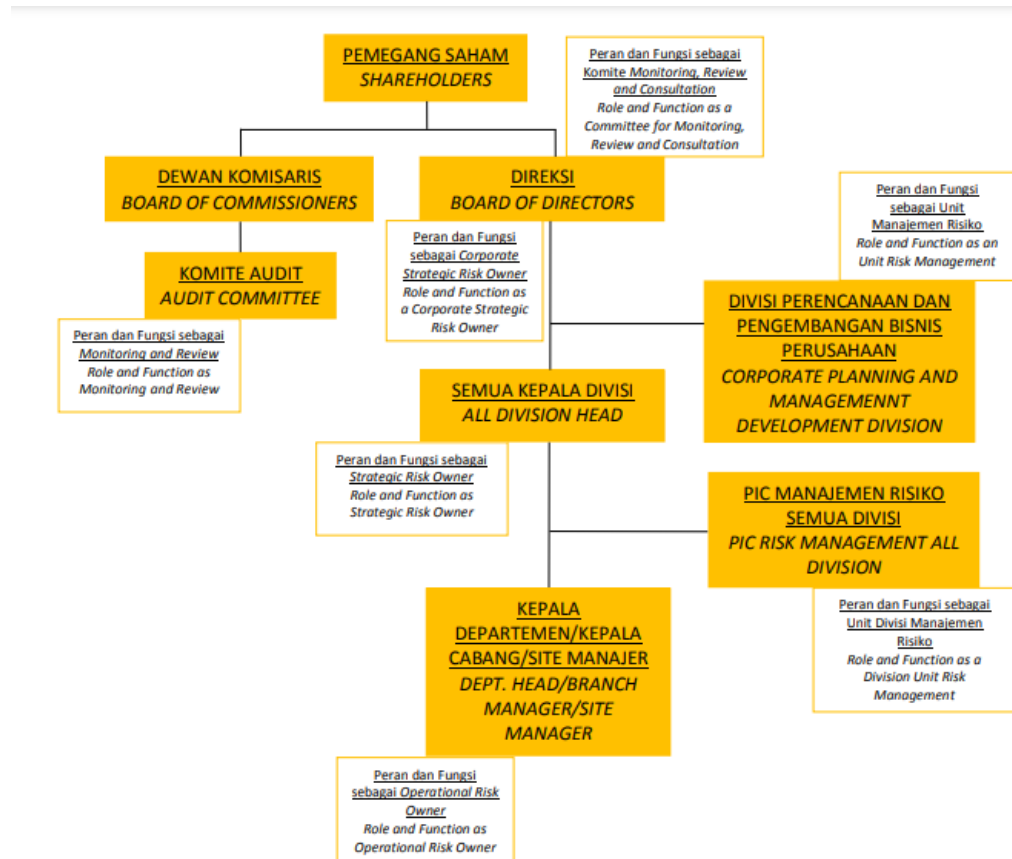 PEMEGANG SAHAM
SHAREHOLDERS
Peran dan Fungsi sebagai
Komite Monitoring, Review
and Consultation
Role and Function as a
Committee for Monitoring,
Review and Consultation
DEWAN KOMISARIS
BOARD OF COMMISSIONERS
DIREKSI
BOARD OF DIRECTORS
Peran dan Fungsi
sebagai Unit
Manajemen Risiko
Role and Function as an
Unit Risk Management
Peran dan Fungsi
sebagai Corporate
Strategic Risk Owner
Role and Function as
a Corporate Strategic
Risk Owner
KOMITE AUDIT
AUDIT COMMITTEE
Peran dan Fungsi sebagai
Monitoring and Review
Role and Function as
Monitoring and Review
DIVISI PERENCANAAN DAN
PENGEMBANGAN BISNIS
PERUSAHAAN
CORPORATE PLANNING AND
MANAGEMENNT
DEVELOPMENT DIVISION
SEMUA KEPALA DIVISI
ALL DIVISION HEAD
Peran dan Fungsi sebagai
Strategic Risk Owner
Role and Function as
Strategic Risk Owner
PIC MANAJEMEN RISIKO
SEMUA DIVISI
PIC RISK MANAGEMENT ALL
DIVISION
Peran dan Fungsi sebagai
Unit Divisi Manajemen
Risiko
Role and Function as a
Division Unit Risk
Management
KEPALA
DEPARTEMEN/KEPALA
CABANG/SITE MANAJER
DEPT. HEAD/BRANCH
MANAGER/SITE
MANAGER
Peran dan Fungsi
sebagai Operational Risk
Owner
Role and Function as
Operational Risk Owner